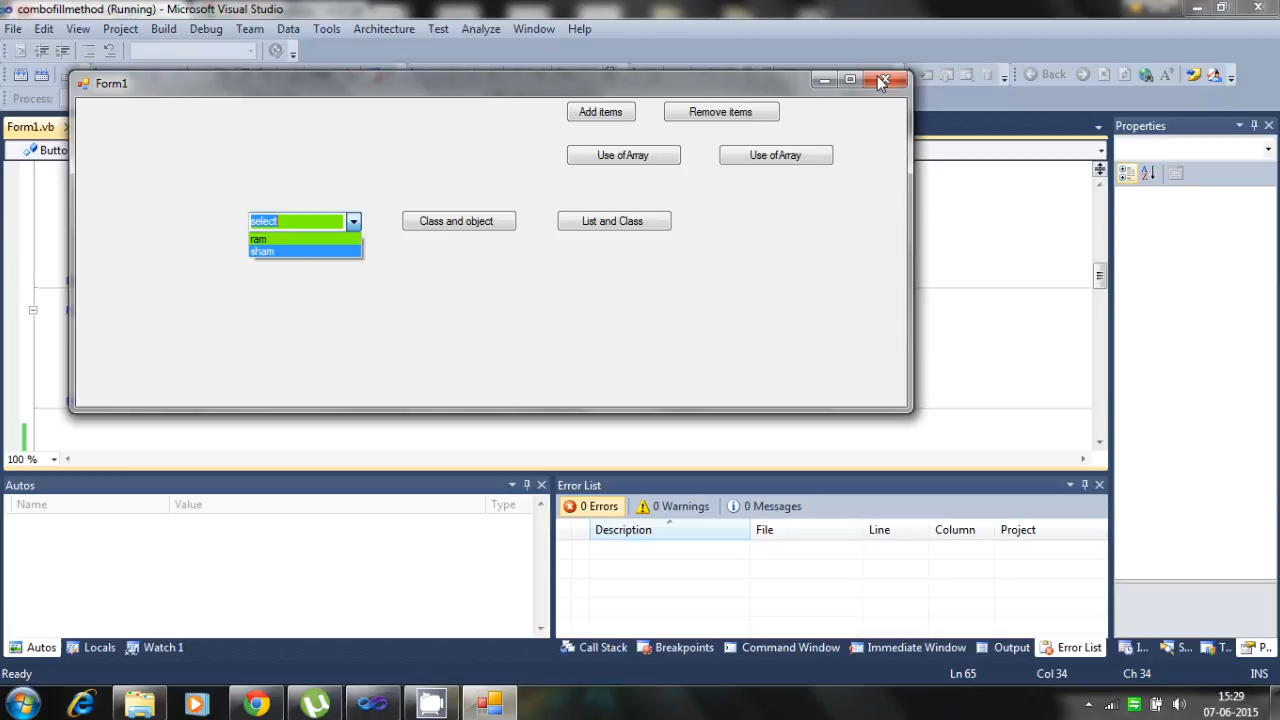 combofillmethod (Running) - Microsoft Visual Studio
File Edit View Project Build Debug Team Data Tools Architecture Test Analyze Window Help
Form1
Back
Process:
Form1.vb
Properties
Add items Remove items
Butto
Use of Array Use of Array
select Class and object List and Class
ram
sham
100 %
Autos Error List
Name Value Type
0 Errors 0 Warnings 0 Messages
Description File Line Column Project
Autos Locals Watch 1 Call Stack Breakpoints Command Window Immediate Window Output Error List I... S... T... P..
Ready Ln 65 Col 34 Ch 34 INS
15:29
07-06-2015